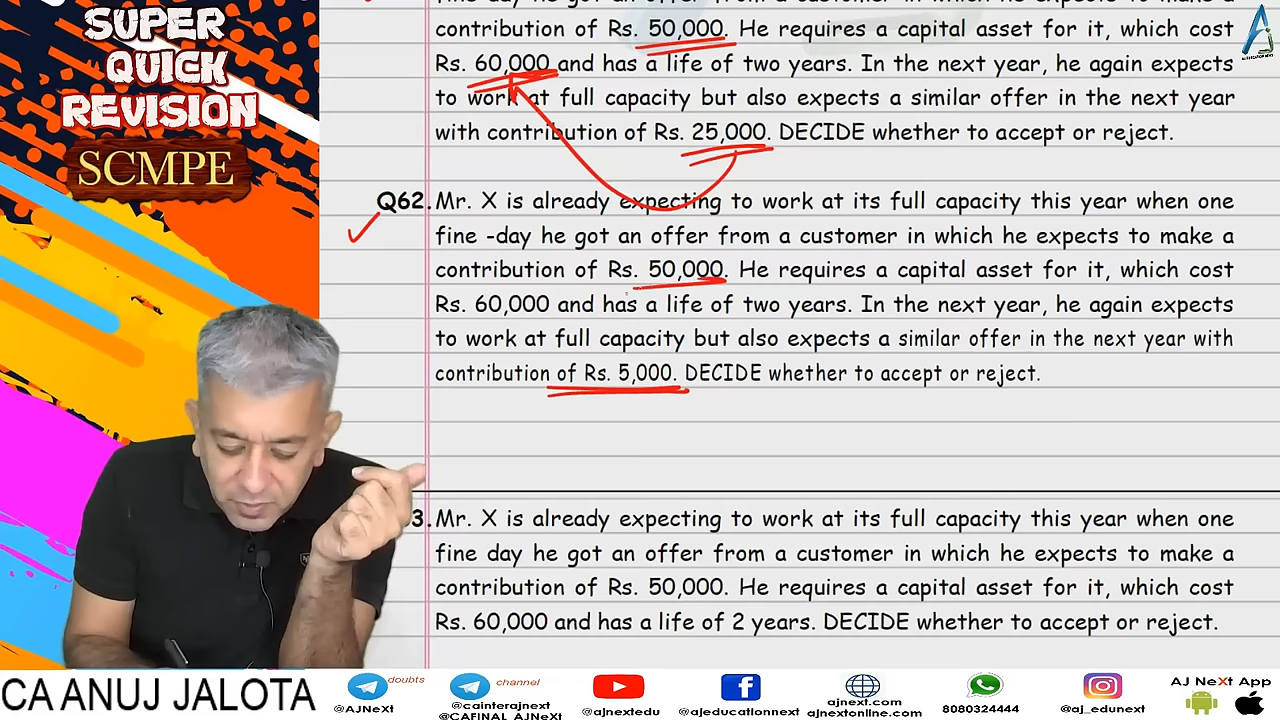 SUPER
QUICK
REVISION
SCMPE
contribution of Rs. 50,000. He requires a capital asset for it, which cost
Rs. 60,000 and has a life of two years. In the next year, he again expects
to work at full capacity but also expects a similar offer in the next year
with contribution of Rs. 25,000. DECIDE whether to accept or reject.
Q62. Mr. X is already expecting to work at its full capacity this year when one
fine -day he got an offer from a customer in which he expects to make a
contribution of Rs. 50,000. He requires a capital asset for it, which cost
Rs. 60,000 and has a life of two years. In the next year, he again expects
to work at full capacity but also expects a similar offer in the next year with
contribution of Rs. 5,000. DECIDE whether to accept or reject.
3. Mr. X is already expecting to work at its full capacity this year when one
fine day he got an offer from a customer in which he expects to make a
contribution of Rs. 50,000. He requires a capital asset for it, which cost
Rs. 60,000 and has a life of 2 years. DECIDE whether to accept or reject.
CA ANUJ JALOTA
doubts
@AJNeXt
channel
@cainterajnext
@CAFINAL_AJNeXt
@ajnextedu
@ajeducationnext
ajnext.com
ajnextonline.com
8080324444
@aj_edunext
AJ NeXt App